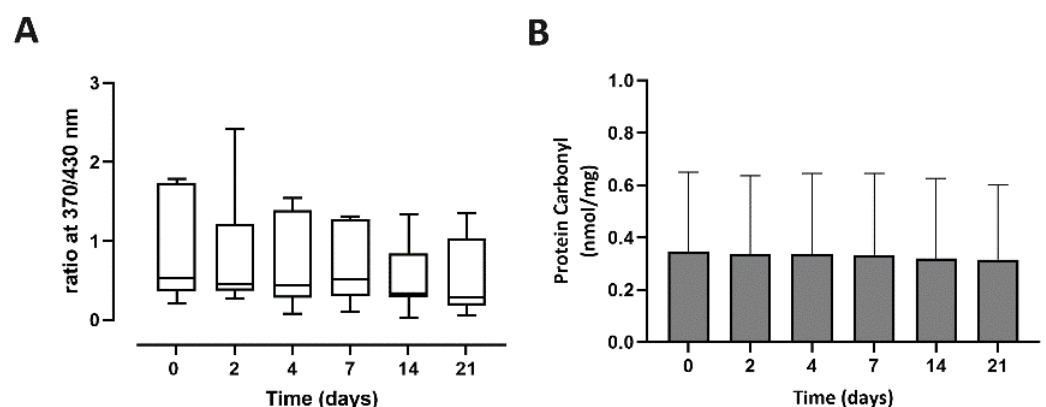 A
ratio at 370/430 nm
3
2
1
0
0 2 4 7 14 21
Time (days)
B
Protein Carbonyl
(nmol/mg)
1.0
0.8
0.6
0.4
0.2
0.0
0 2 4 7 14 21
Time (days)